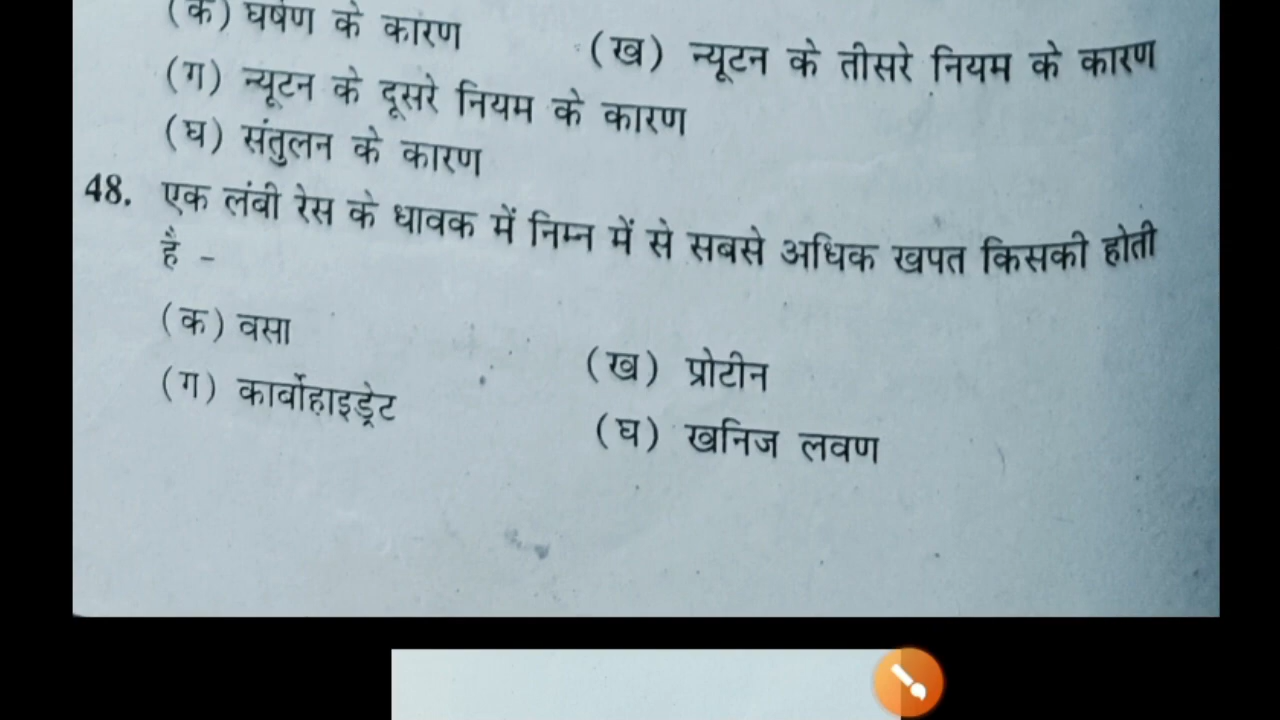 (क) घर्षण के कारण (ख) न्यूटन के तीसरे नियम के कारण
(ग) न्यूटन के दूसरे नियम के कारण
(घ) संतुलन के कारण
48. एक लंबी रेस के धावक में निम्न में से सबसे अधिक खपत किसकी होती
है -
(क) वसा (ख) प्रोटीन
(ग) कार्बोहाइड्रेट (घ) खनिज लवण